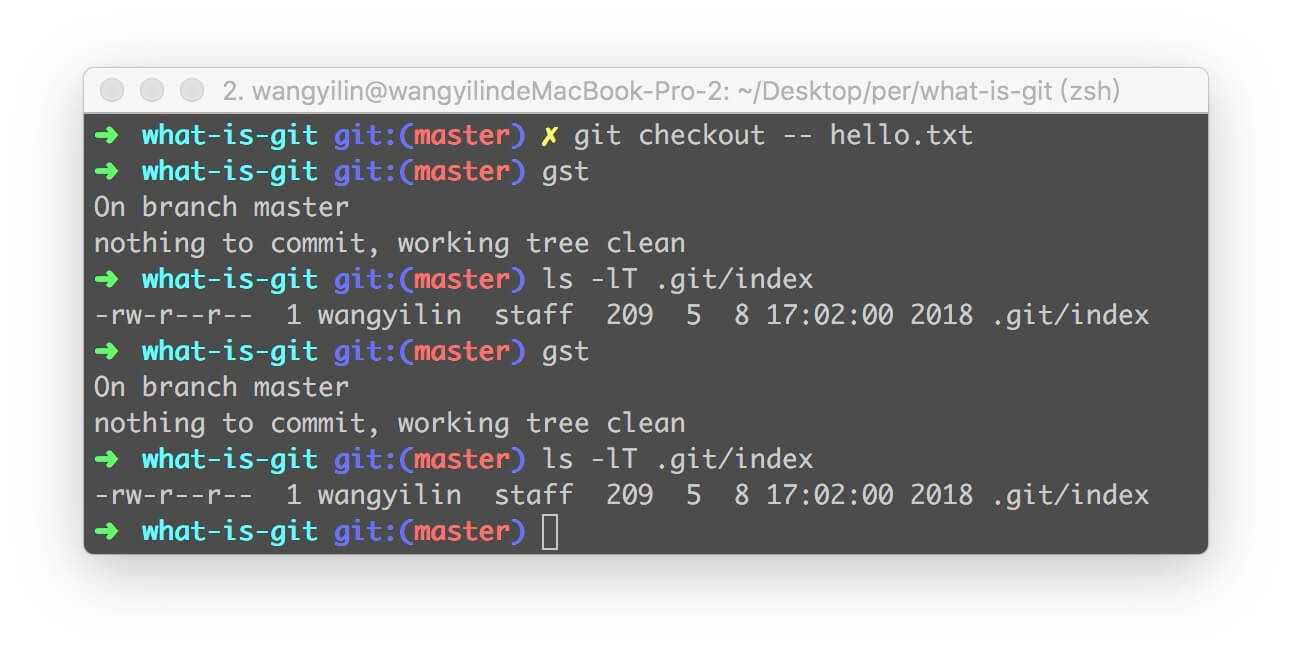 2. wangyilin@wangyilindeMacBook-Pro-2: ~/Desktop/per/what-is-git (zsh)
➜  what-is-git git:(master) ✗ git checkout -- hello.txt
➜  what-is-git git:(master) gst
On branch master
nothing to commit, working tree clean
➜  what-is-git git:(master) ls -lT .git/index
-rw-r--r--  1 wangyilin  staff  209  5  8 17:02:00 2018 .git/index
➜  what-is-git git:(master) gst
On branch master
nothing to commit, working tree clean
➜  what-is-git git:(master) ls -lT .git/index
-rw-r--r--  1 wangyilin  staff  209  5  8 17:02:00 2018 .git/index
➜  what-is-git git:(master)